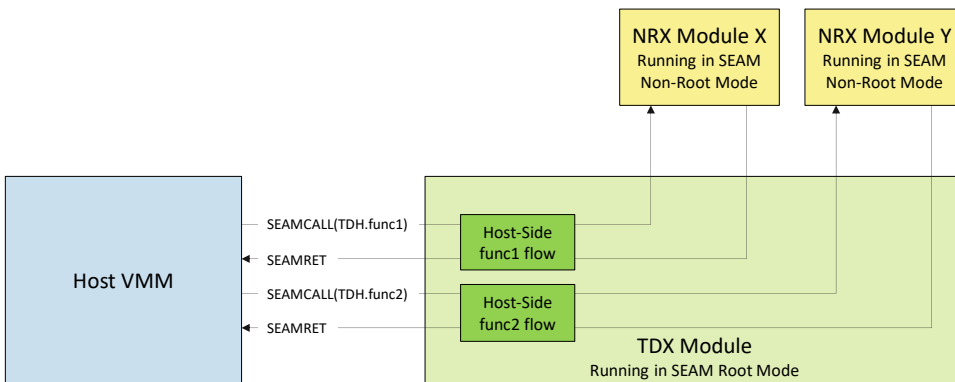 NRX Module X
Running in SEAM
Non-Root Mode
NRX Module Y
Running in SEAM
Non-Root Mode
SEAMCALL(TDH.func1)
Host-Side
func1 flow
SEAMRET
Host VMM
SEAMCALL(TDH.func2)
Host-Side
func2 flow
SEAMRET
TDX Module
Running in SEAM Root Mode